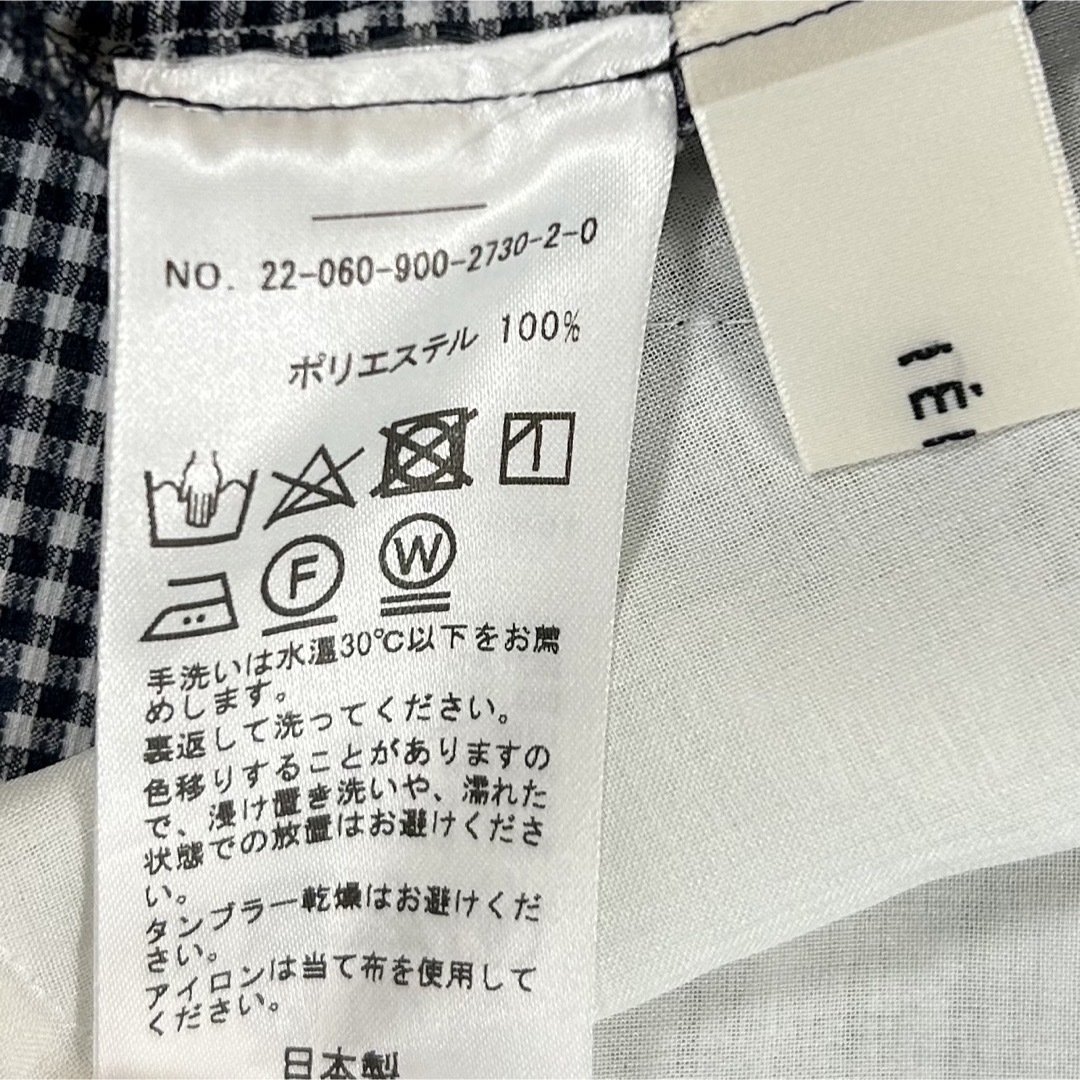 NO. 22-060-900-2730-2-0
ポリエステル 100%
F
W
手洗いは水温30℃以下をお薦
めします。
裏返して洗ってください。
色移りすることがありますの
で、浸け置き洗いや、濡れた
状態での放置はお避けくださ
い。
タンブラー乾燥はお避けくだ
さい。
アイロンは当て布を使用して
ください。
日本製